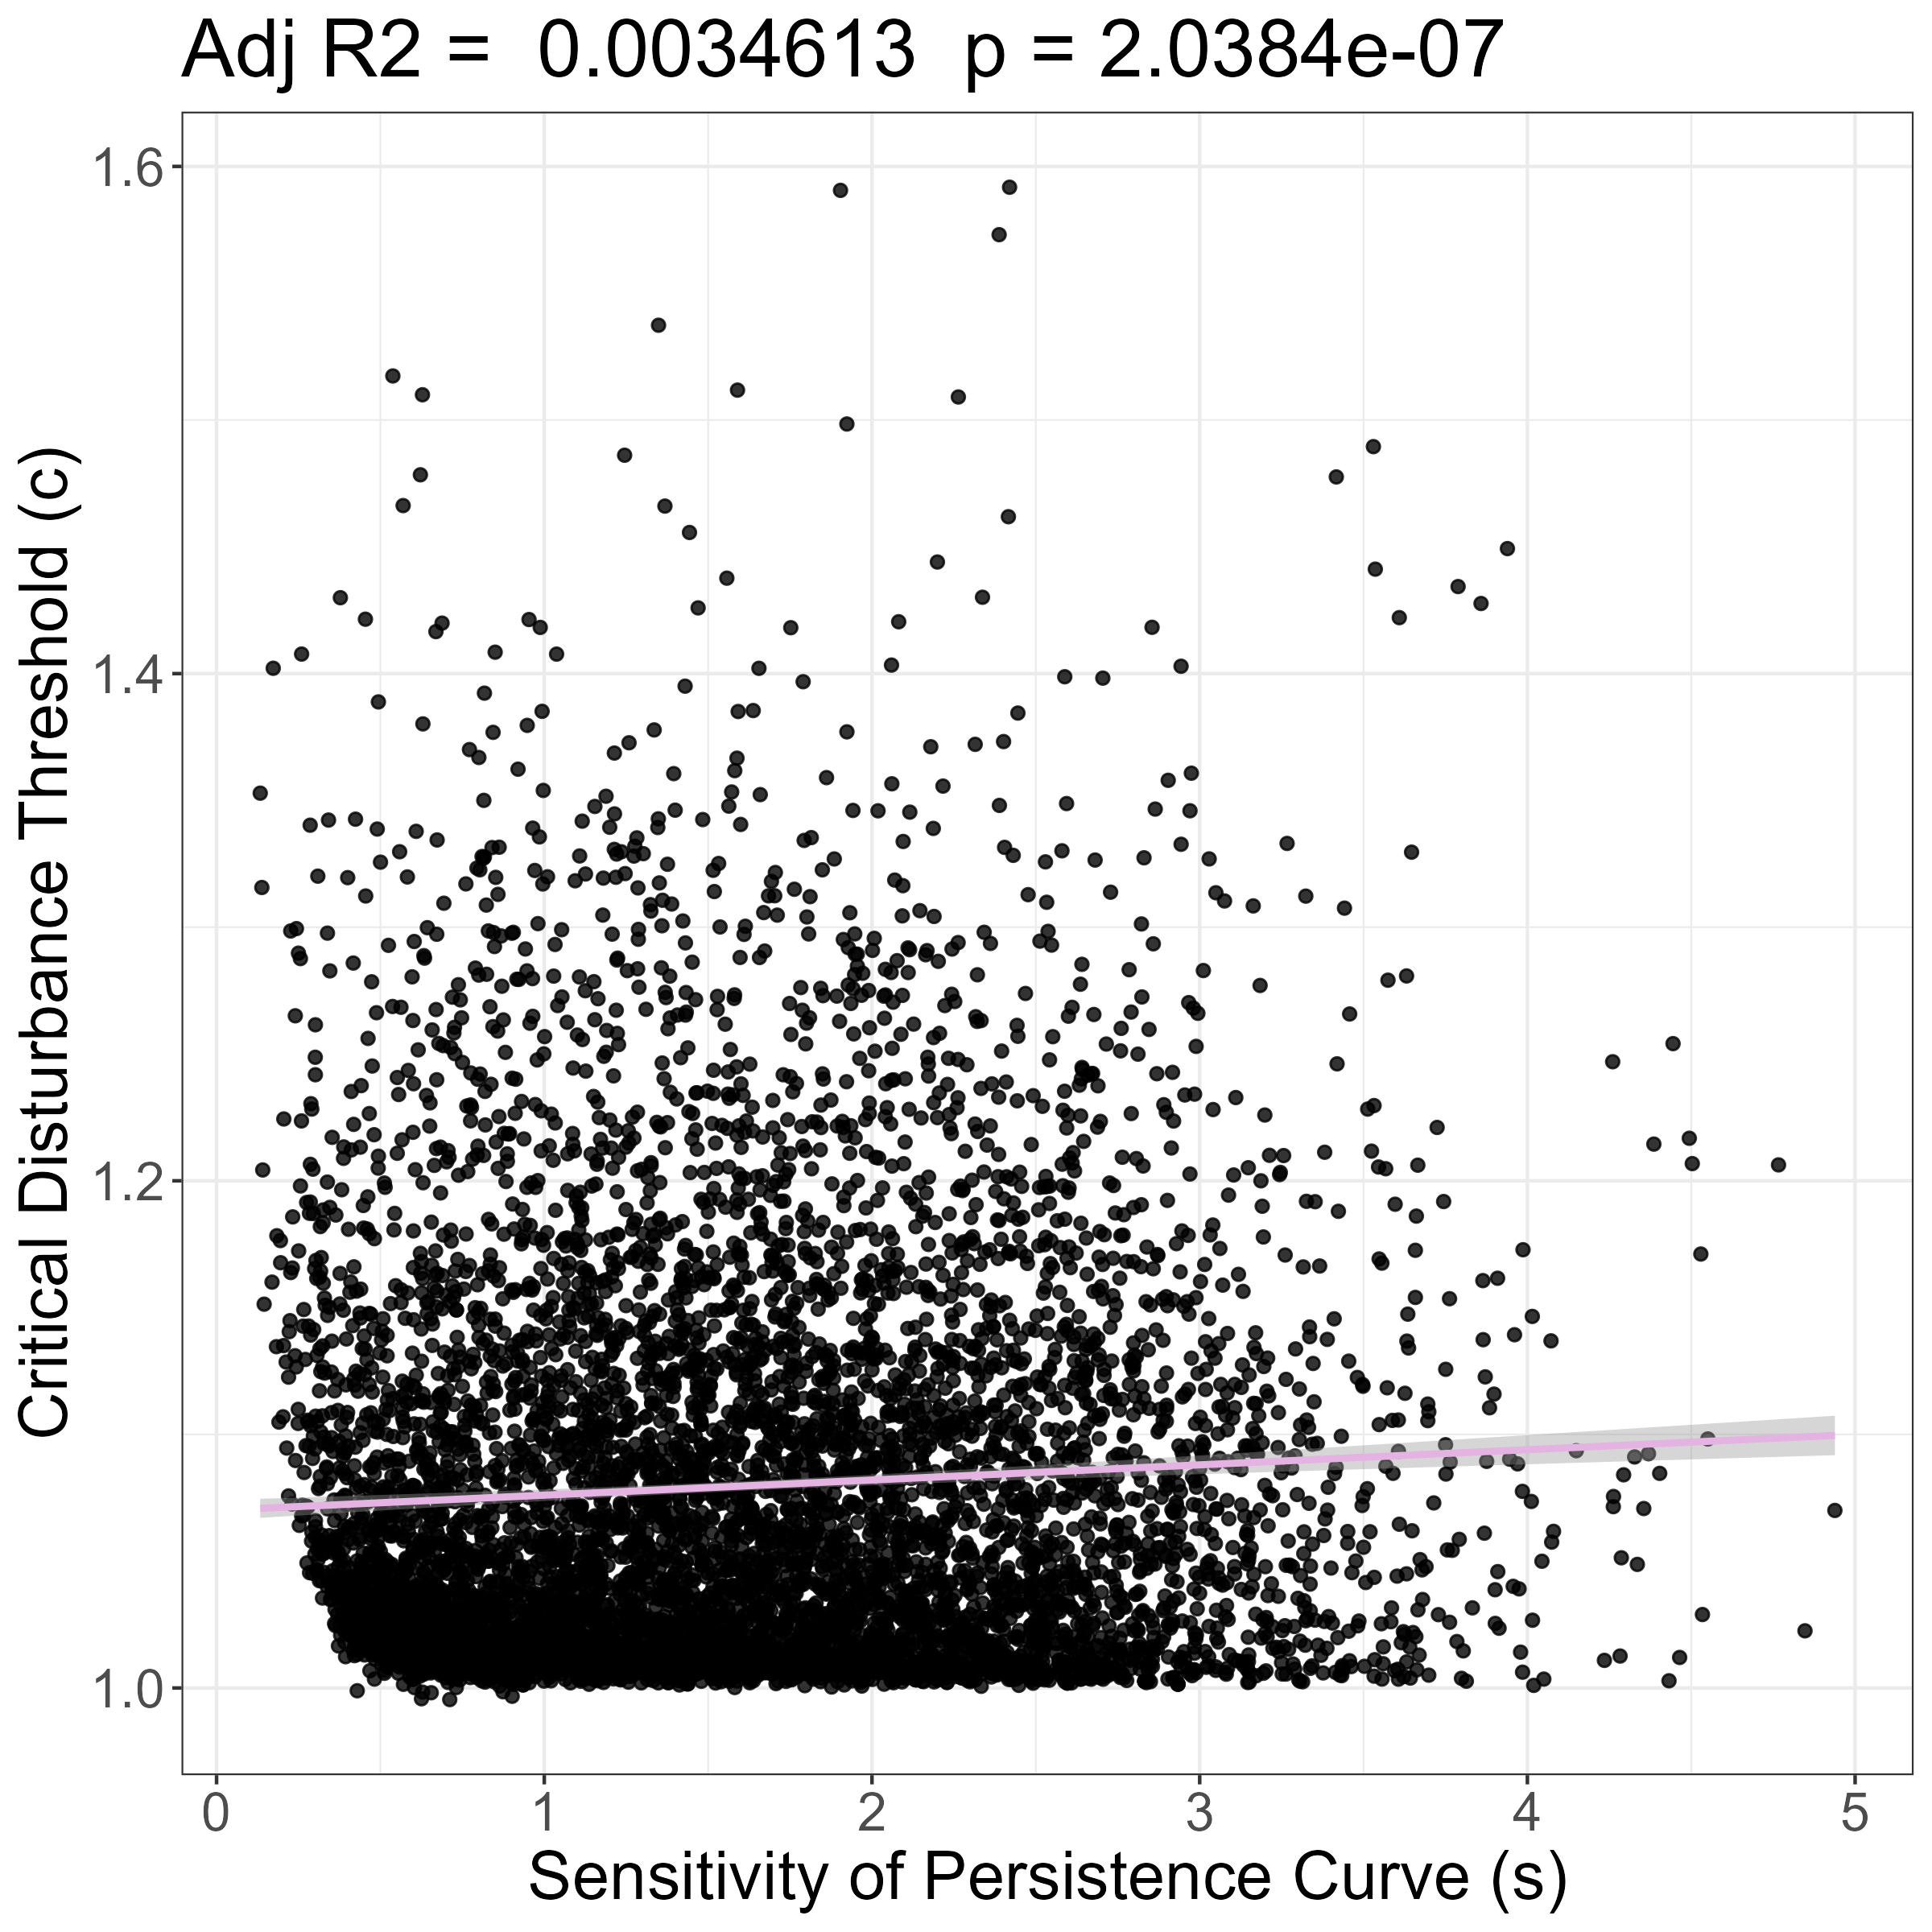 Adj R2 =  0.0034613  p = 2.0384e-07
Critical Disturbance Threshold (c)
1.6
1.4
1.2
1.0
0 1 2 3 4 5
Sensitivity of Persistence Curve (s)